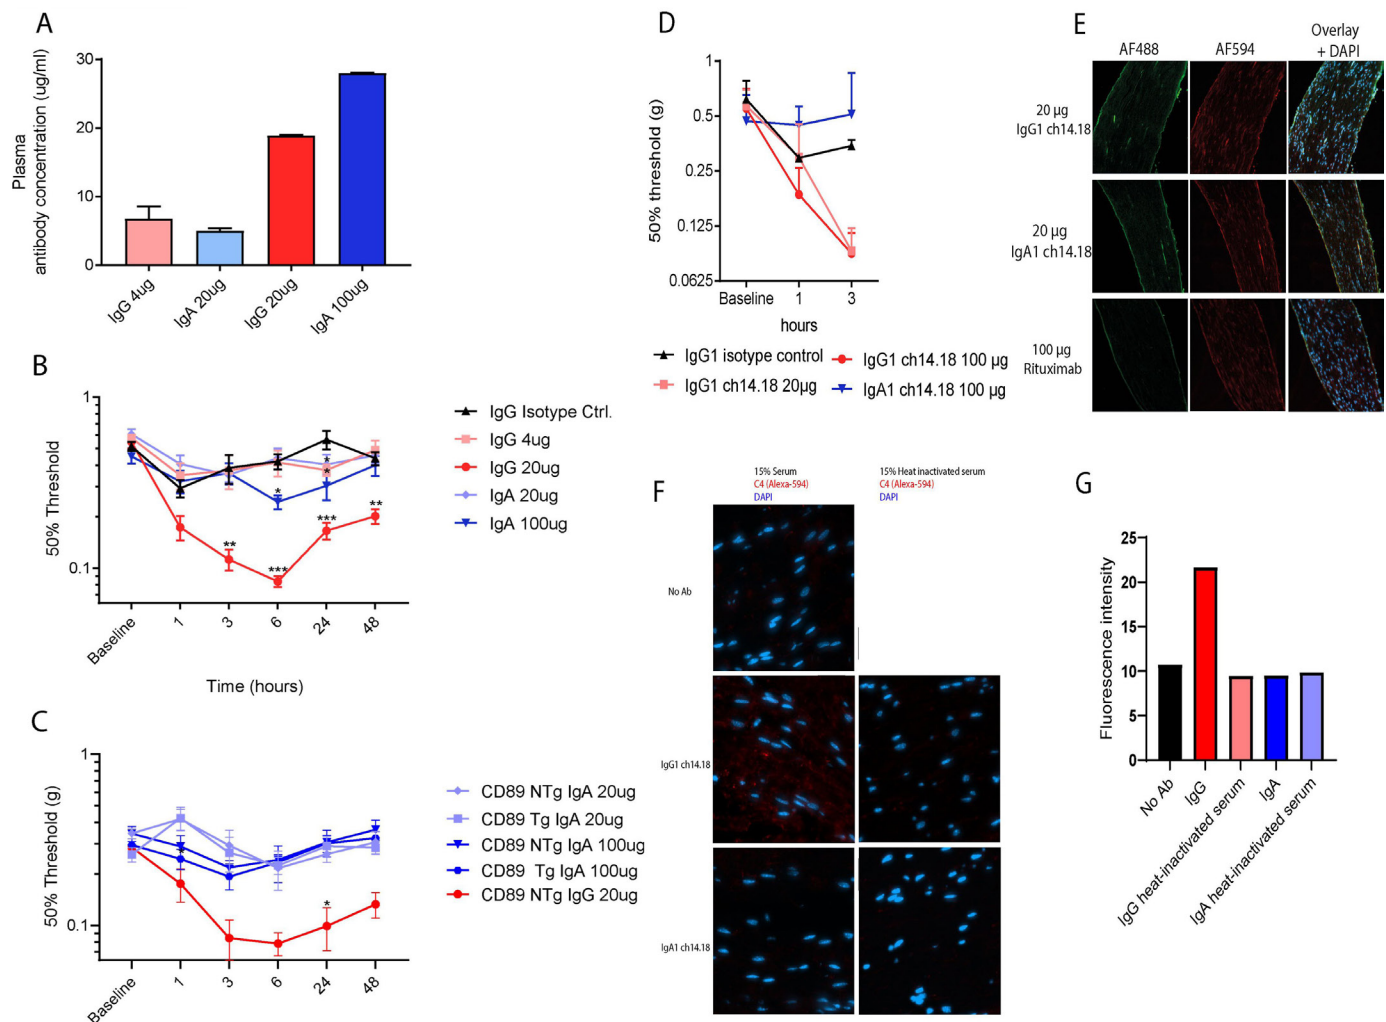 A
Plasma
antibody concentration (ug/ml)
30
20
10
0
IgG 4ug
IgA 20ug
IgG 20ug
IgA 100ug
B
50% Threshold
1
0.1
Baseline
1
3
6
24
48
Time (hours)
*
*
*
**
***
***
**
IgG Isotype Ctrl.
IgG 4ug
IgG 20ug
IgA 20ug
IgA 100ug
C
50% Threshold (g)
1
0.1
Baseline
1
3
6
24
48
*
CD89 NTg IgA 20ug
CD89 Tg IgA 20ug
CD89 NTg IgA 100ug
CD89 Tg IgA 100ug
CD89 NTg IgG 20ug
D
50% threshold (g)
1
0.5
0.25
0.125
0.0625
Baseline
1
3
hours
IgG1 isotype control
IgG1 ch14.18 100 µg
IgG1 ch14.18 20µg
IgA1 ch14.18 100 µg
E
AF488
AF594
Overlay
+ DAPI
20 µg
IgG1 ch14.18
20 µg
IgA1 ch14.18
100 µg
Rituximab
F
15% Serum
C4 (Alexa-594)
DAPI
15% Heat inactivated serum
C4 (Alexa-594)
DAPI
No Ab
IgG1 ch14.18
IgA1 ch14.18
G
Fluorescence intensity
25
20
15
10
5
0
No Ab
IgG
IgG heat-inactivated serum
IgA
IgA heat-inactivated serum